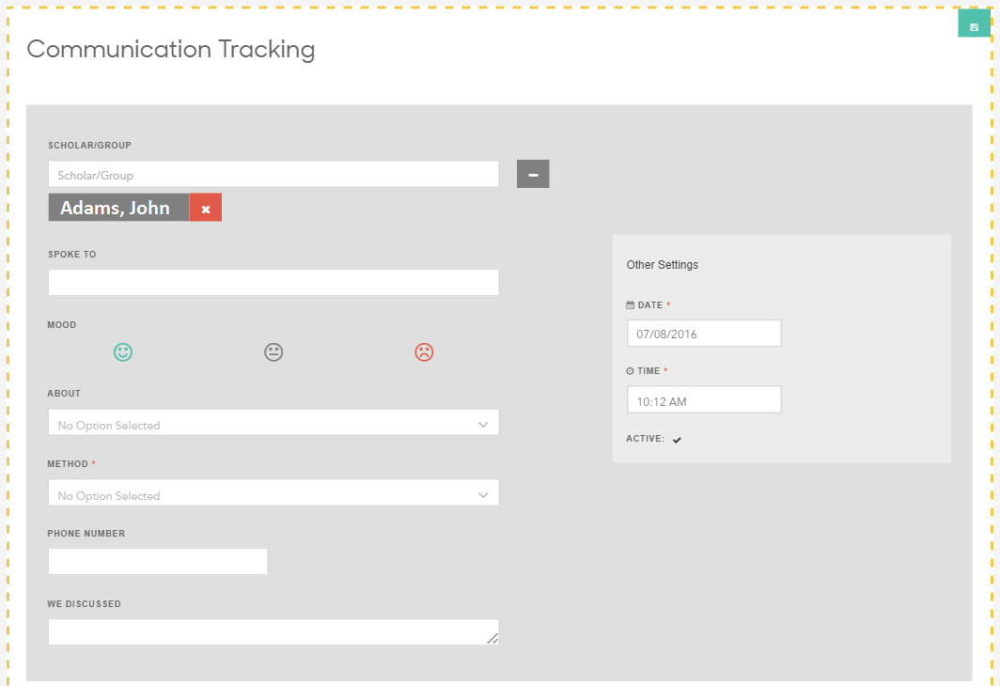 Communication Tracking
SCHOLAR/GROUP
Scholar/Group
Adams, John
SPOKE TO
MOOD
ABOUT
No Option Selected
METHOD *
No Option Selected
PHONE NUMBER
WE DISCUSSED
Other Settings
DATE *
07/08/2016
TIME *
10:12 AM
ACTIVE: